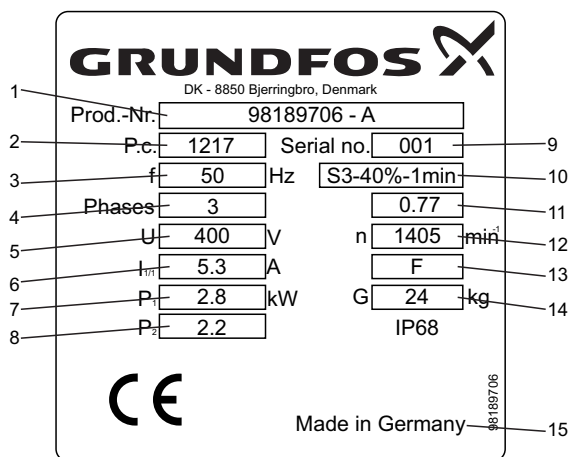 GRUNDFOS
DK - 8850 Bjerringbro, Denmark
1 Prod.-Nr. 98189706 - A
2 P.c. 1217 Serial no. 001 9
3 f 50 Hz S3-40%-1min 10
4 Phases 3 0.77 11
5 U 400 V n 1405 min-1 12
6 I1/1 5.3 A F 13
7 P1 2.8 kW G 24 kg 14
8 P2 2.2 IP68
CE
Made in Germany 15
98189706